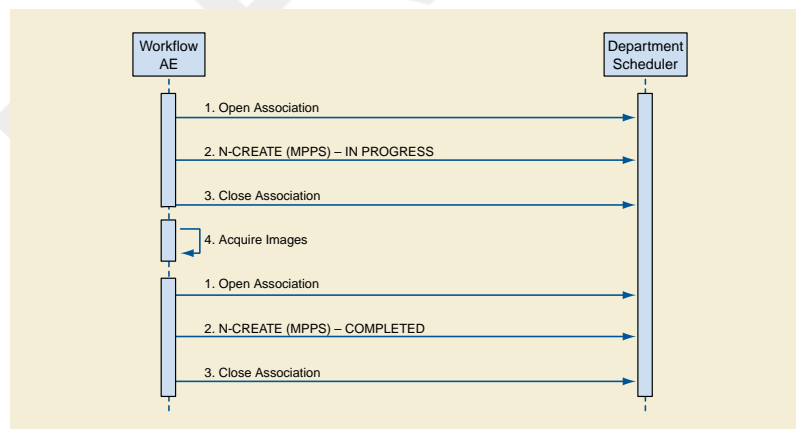 Workflow
AE
Department
Scheduler
1. Open Association
2. N-CREATE (MPPS) – IN PROGRESS
3. Close Association
4. Acquire Images
1. Open Association
2. N-CREATE (MPPS) – COMPLETED
3. Close Association